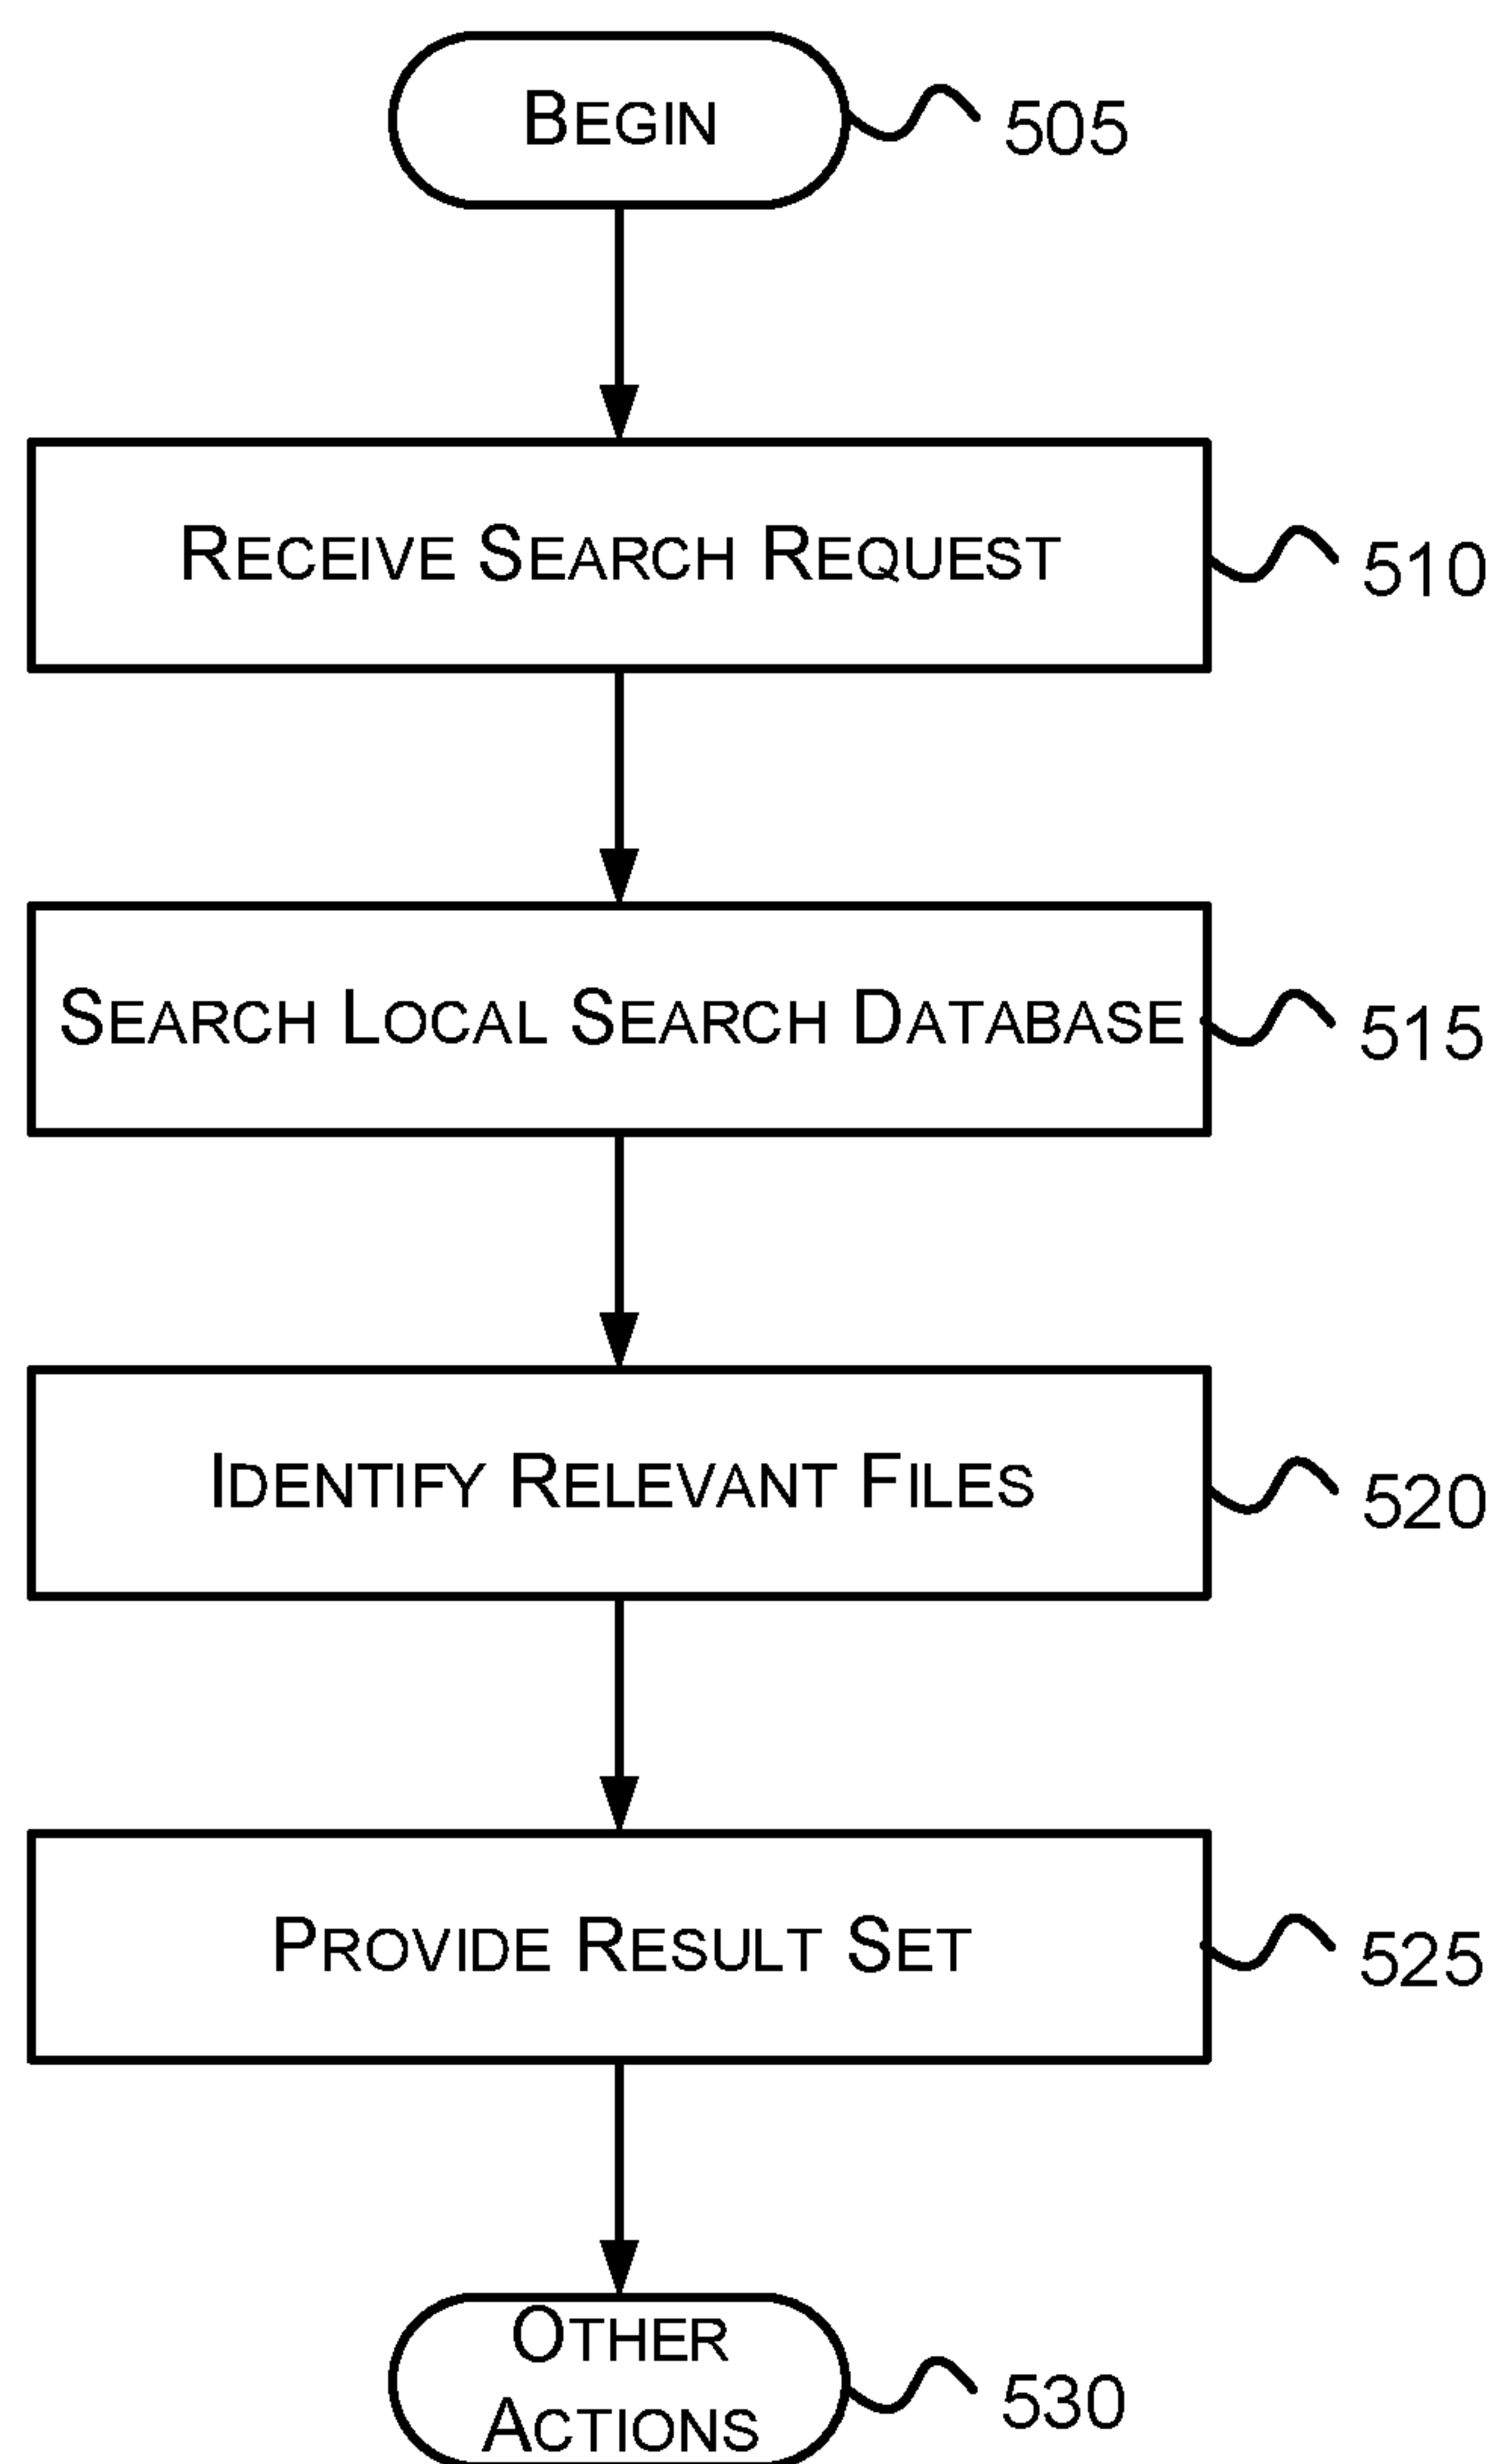 BEGIN
505
RECEIVE SEARCH REQUEST
510
SEARCH LOCAL SEARCH DATABASE
515
IDENTIFY RELEVANT FILES
520
PROVIDE RESULT SET
525
OTHER
ACTIONS
530